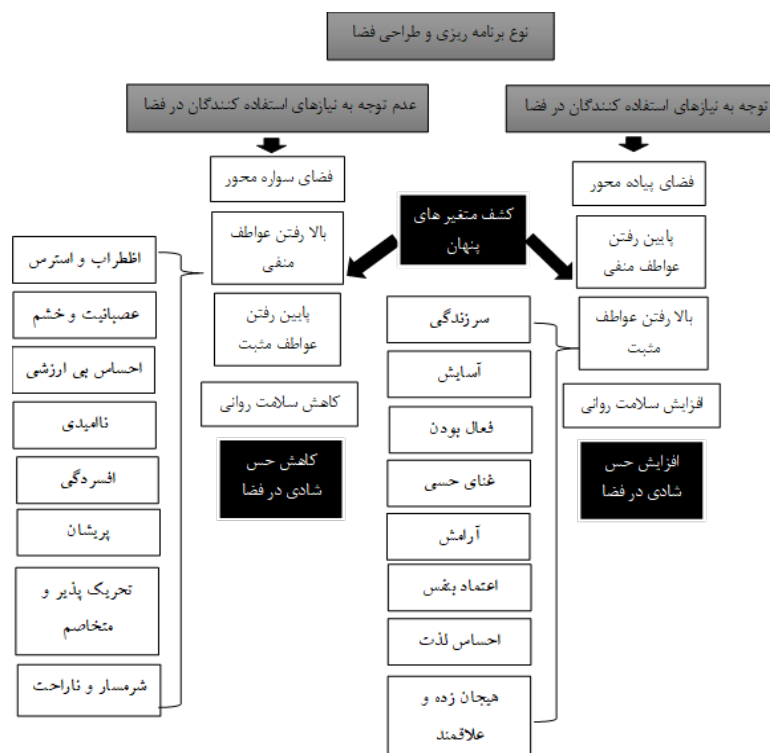 نوع برنامه ریزی و طراحی فضا
توجه به نیازهای استفاده کنندگان در فضا
عدم توجه به نیازهای استفاده کنندگان در فضا
فضای پیاده محور
پایین رفتن
عواطف منفی
بالا رفتن عواطف
مثبت
افزایش سلامت روانی
افزایش حس
شادی در فضا
کشف متغیر های
پنهان
سرزندگی
آسایش
فعال بودن
غنای حسی
آرامش
اعتماد بنفس
احساس لذت
هیجان زده و
علاقمند
فضای سواره محور
بالا رفتن عواطف
منفی
پایین رفتن
عواطف مثبت
کاهش سلامت روانی
کاهش حس
شادی در فضا
اظطراب و استرس
عصبانیت و خشم
احساس بی ارزشی
ناامیدی
افسردگی
پریشان
تحریک پذیر و
متخاصم
شرمسار و ناراحت